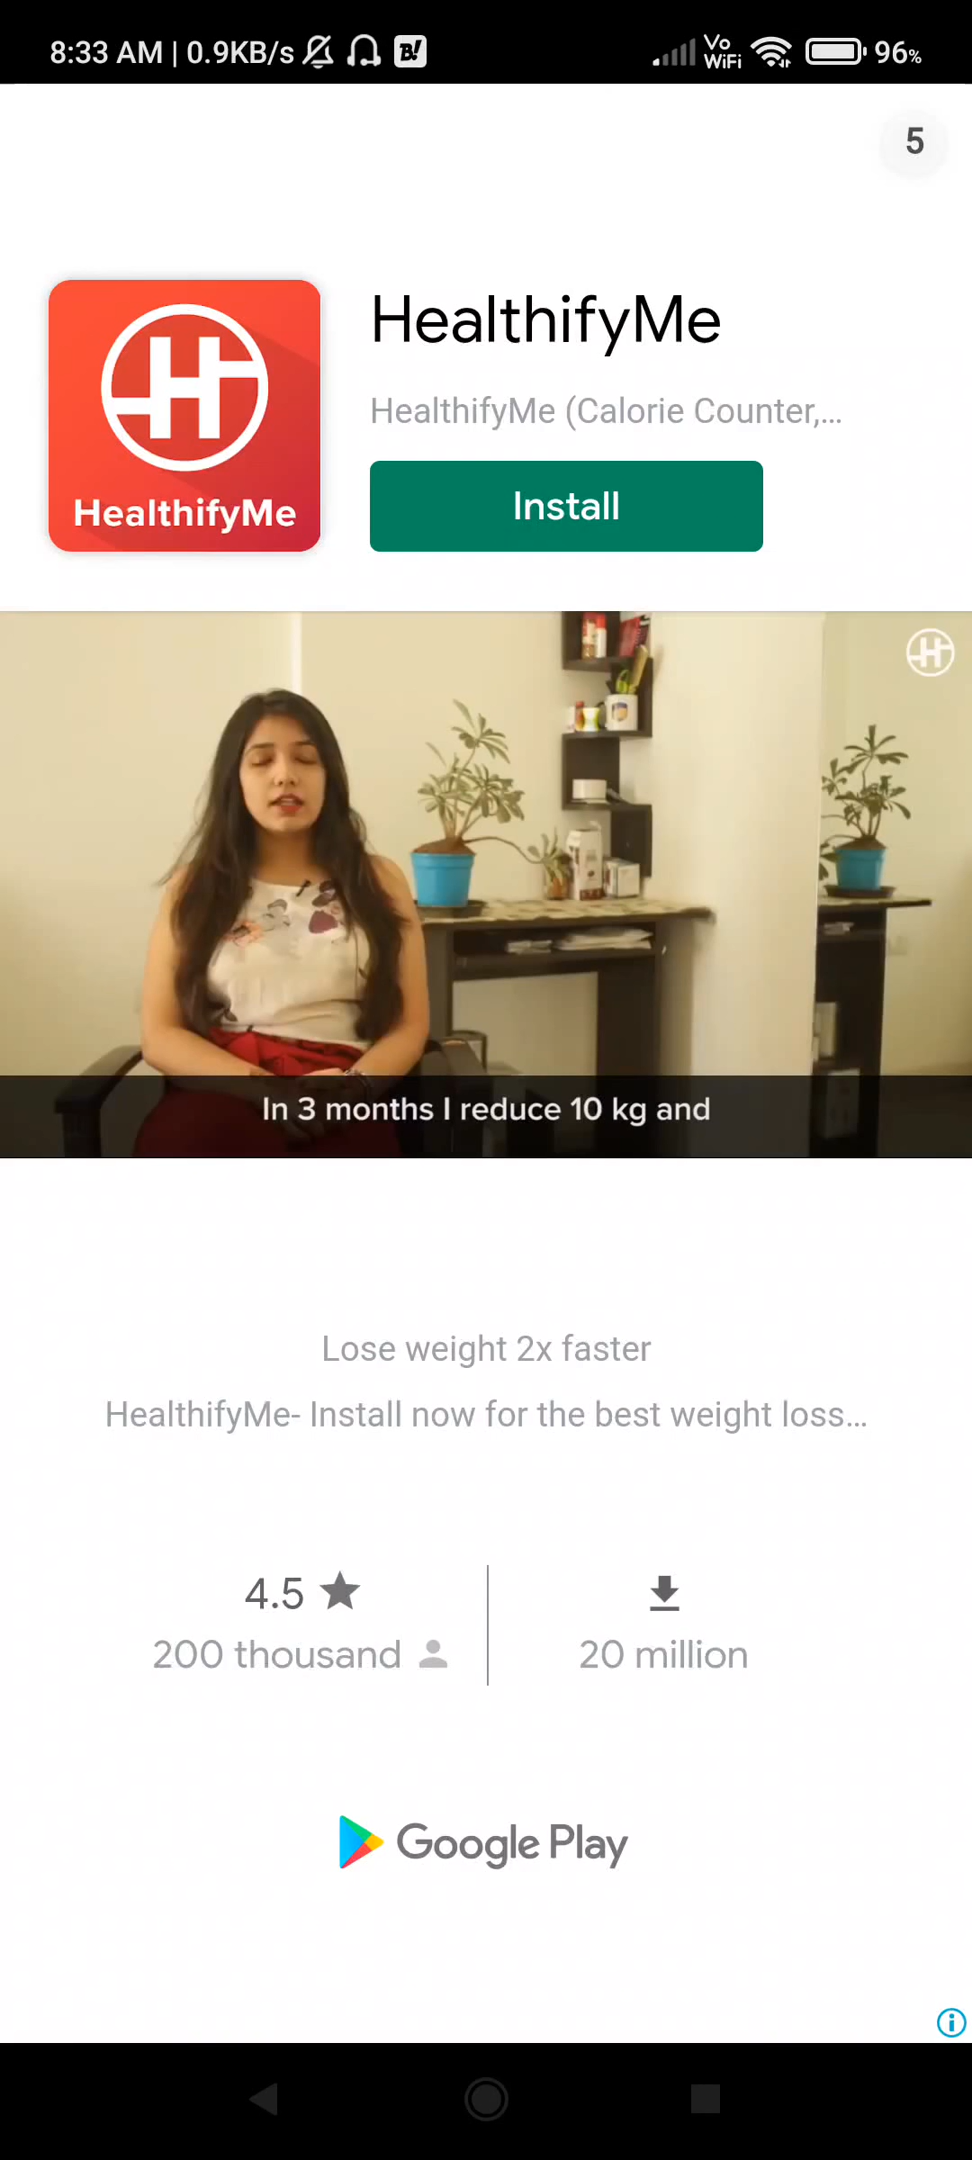 8:33 AM | 0.9KB/s B! Vo WiFi 96%
5
HealthifyMe
HealthifyMe (Calorie Counter,...
Install
H
HealthifyMe
H
In 3 months I reduce 10 kg and
Lose weight 2x faster
HealthifyMe- Install now for the best weight loss...
4.5 ★
200 thousand
20 million
Google Play